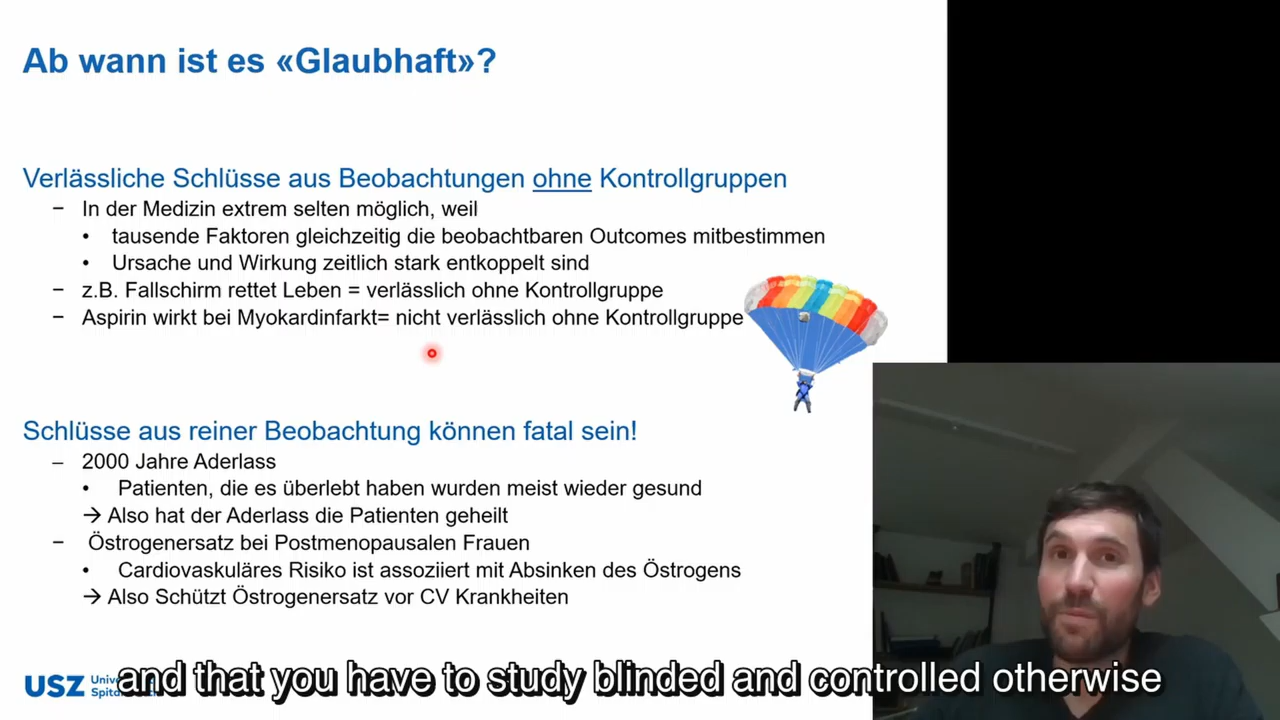 Ab wann ist es «Glaubhaft»?
Verlässliche Schlüsse aus Beobachtungen ohne Kontrollgruppen
− In der Medizin extrem selten möglich, weil
• tausende Faktoren gleichzeitig die beobachtbaren Outcomes mitbestimmen
• Ursache und Wirkung zeitlich stark entkoppelt sind
− z.B. Fallschirm rettet Leben = verlässlich ohne Kontrollgruppe
− Aspirin wirkt bei Myokardinfarkt= nicht verlässlich ohne Kontrollgruppe
Schlüsse aus reiner Beobachtung können fatal sein!
– 2000 Jahre Aderlass
• Patienten, die es überlebt haben wurden meist wieder gesund
→ Also hat der Aderlass die Patienten geheilt
− Östrogenersatz bei Postmenopausalen Frauen
• Cardiovaskuläres Risiko ist assoziiert mit Absinken des Östrogens
→ Also Schützt Östrogenersatz vor CV Krankheiten
USZ
and that you have to study blinded and controlled otherwise